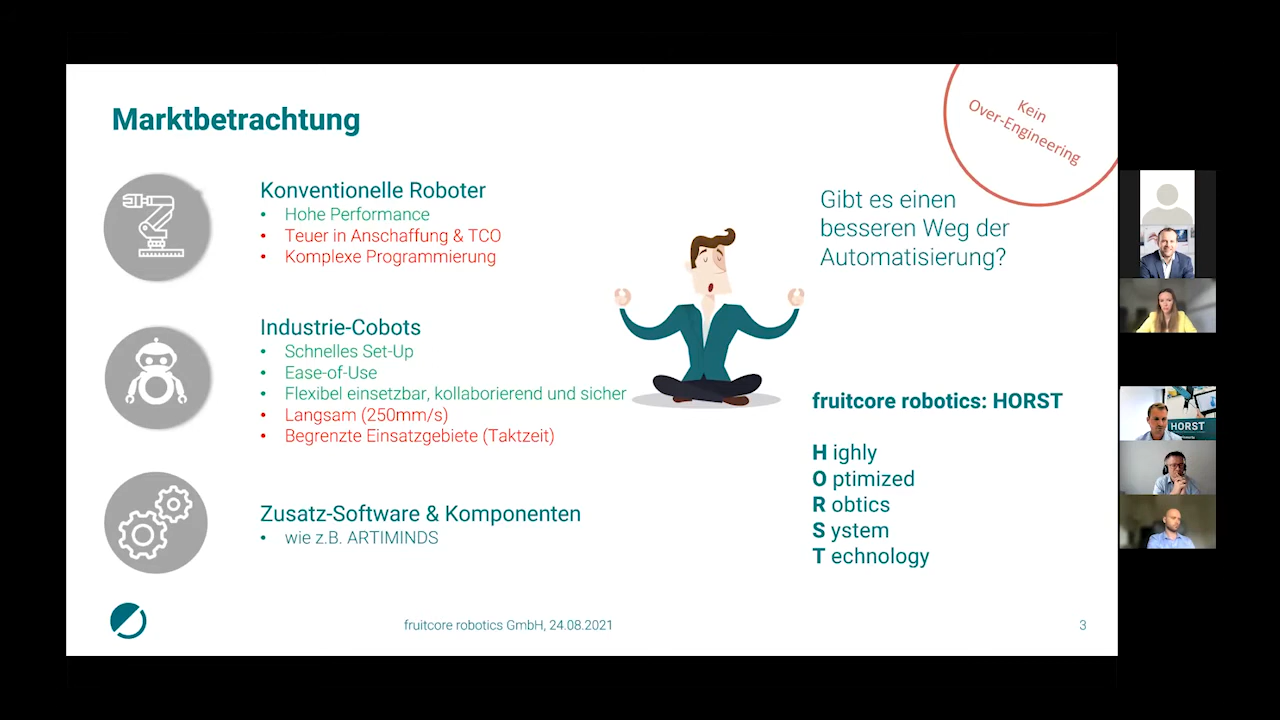 Marktbetrachtung
Kein
Over-Engineering
Konventionelle Roboter
• Hohe Performance
• Teuer in Anschaffung & TCO
• Komplexe Programmierung
Gibt es einen
besseren Weg der
Automatisierung?
Industrie-Cobots
• Schnelles Set-Up
• Ease-of-Use
• Flexibel einsetzbar, kollaborierend und sicher
• Langsam (250mm/s)
• Begrenzte Einsatzgebiete (Taktzeit)
fruitcore robotics: HORST
H ighly
O ptimized
R obtics
S ystem
T echnology
Zusatz-Software & Komponenten
• wie z.B. ARTIMINDS
fruitcore robotics GmbH, 24.08.2021
3
HORST